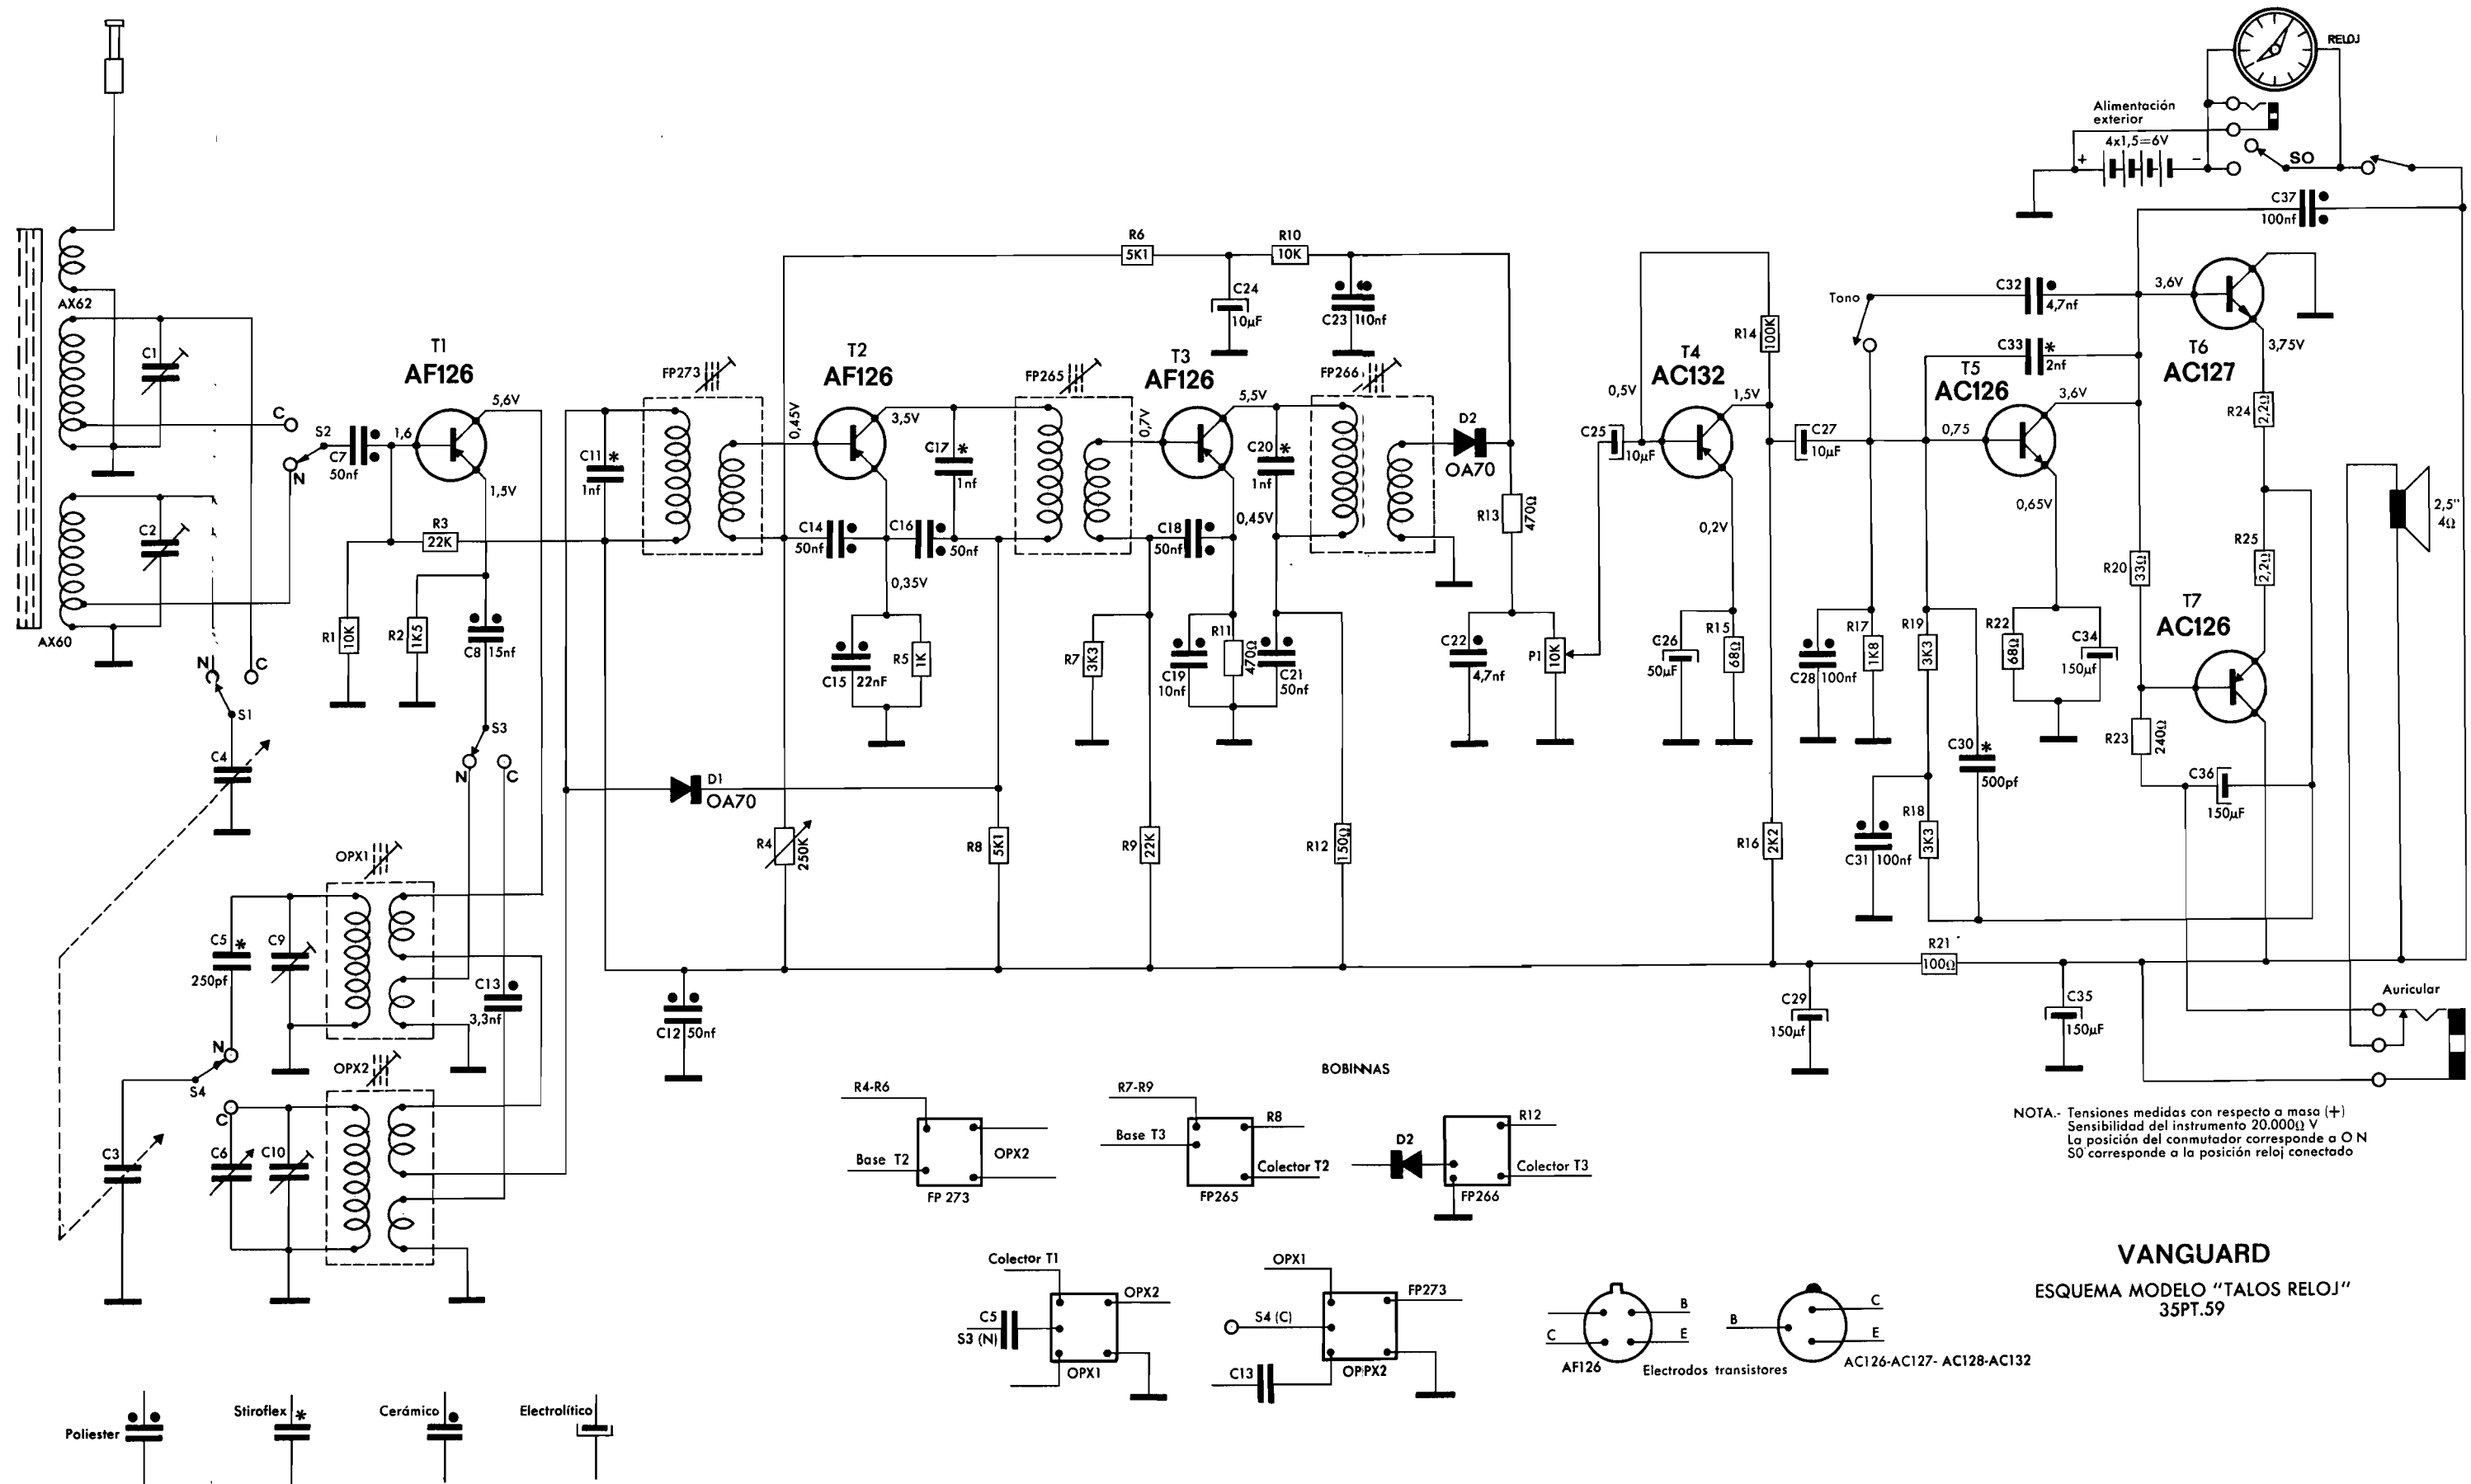 RELOJ
Alimentación
exterior
4x1,5=6V
+
-
SO
C37
100nf
AX62
C1
C
S2
N
C7
50nf
AX60
C2
N
C
S1
C4
T1
AF126
5,6V
1,6
1,5V
R3
22K
R1
10K
R2
1K5
C8
15nf
S3
N
C
C11 *
1nf
FP273
R6
5K1
R10
10K
C24
10µF
C23
T2
AF126
0,45V
3,5V
C17 *
1nf
C14
50nf
C16
50nf
0,35V
C15
22nF
R5
1K
FP265
T3
AF126
0,7V
5,5V
C20 *
1nf
C18
50nf
0,45V
R7
3K3
C19
10nf
R11
470Ω
C21
50nf
FP266
D2
OA70
R13
470Ω
C22 *
4,7nf
P1
10K
C25
10µF
T4
AC132
0,5V
1,5V
R14
100K
0,2V
C26
50µF
R15
68Ω
C27
10µF
Tono
C32
4,7nf
C33 *
2nf
T5
AC126
3,6V
0,75
0,65V
C28
100nf
R17
1K8
R19
3K3
R22
68Ω
C34
150µf
C30 *
500pf
C31
100nf
R18
3K3
3,6V
T6
AC127
3,75V
R24
2,2Ω
R25
2,2Ω
R20
33Ω
T7
AC126
R23
240Ω
C36
150µF
2,5"
4Ω
D1
OA70
R4
250K
R8
5K1
R9
22K
R12
150Ω
R16
2K2
R21
100Ω
C12
50nf
C29
150µf
C35
150µF
Auricular
OPX1
C5 *
250pf
C9
C13
3,3nf
N
S4
OPX2
C
C6
C10
C3
BOBINNAS
R4-R6
Base T2
OPX2
FP 273
R7-R9
Base T3
R8
Colector T2
FP265
D2
R12
Colector T3
FP266
Colector T1
C5
S3 (N)
OPX2
OPX1
OPX1
S4 (C)
C13
FP273
B
C
E
AF126
Electrodos transistores
B
C
E
AC126-AC127- AC128-AC132
NOTA.- Tensiones medidas con respecto a masa (+)
Sensibilidad del instrumento 20.000Ω V
La posición del conmutador corresponde a O N
SO corresponde a la posición reloj conectado
VANGUARD
ESQUEMA MODELO "TALOS RELOJ"
35PT.59
Poliester
Stiroflex *
Cerámico
Electrolítico